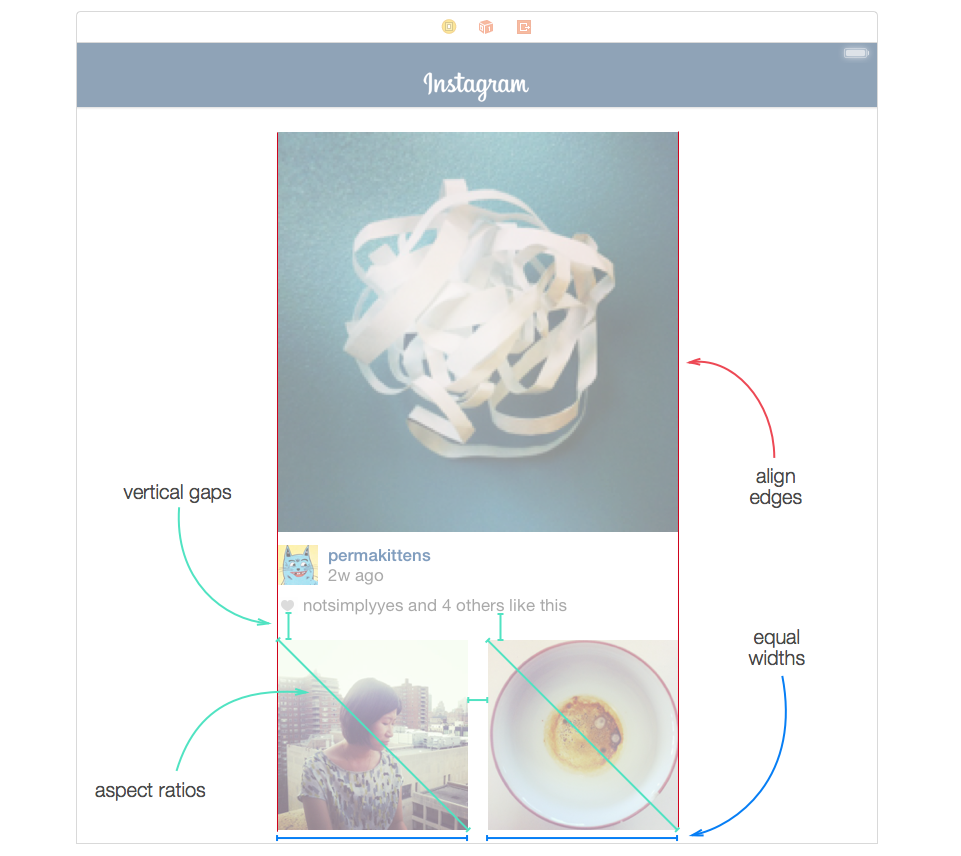 Instagram
align
edges
vertical gaps
permakittens
2w ago
notsimplyyes and 4 others like this
equal
widths
aspect ratios